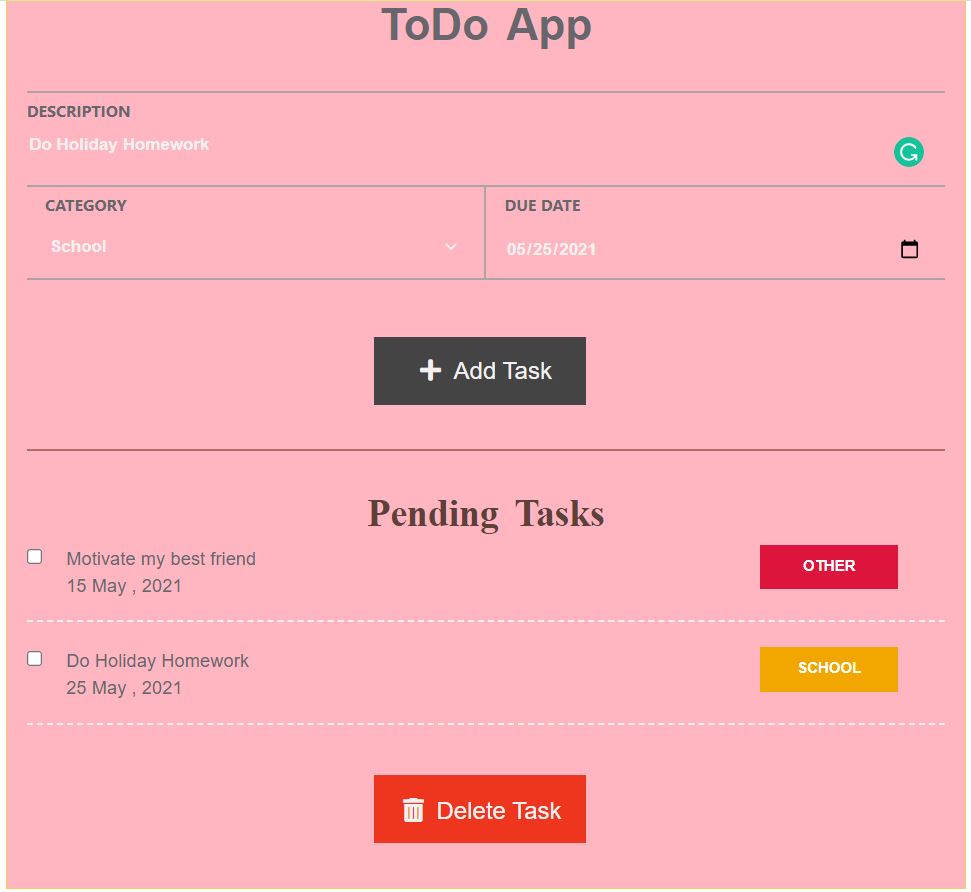 ToDo App
DESCRIPTION
Do Holiday Homework
CATEGORY
DUE DATE
School
05/25/2021
Add Task
Pending Tasks
Motivate my best friend
OTHER
15 May , 2021
Do Holiday Homework
SCHOOL
25 May , 2021
Delete Task